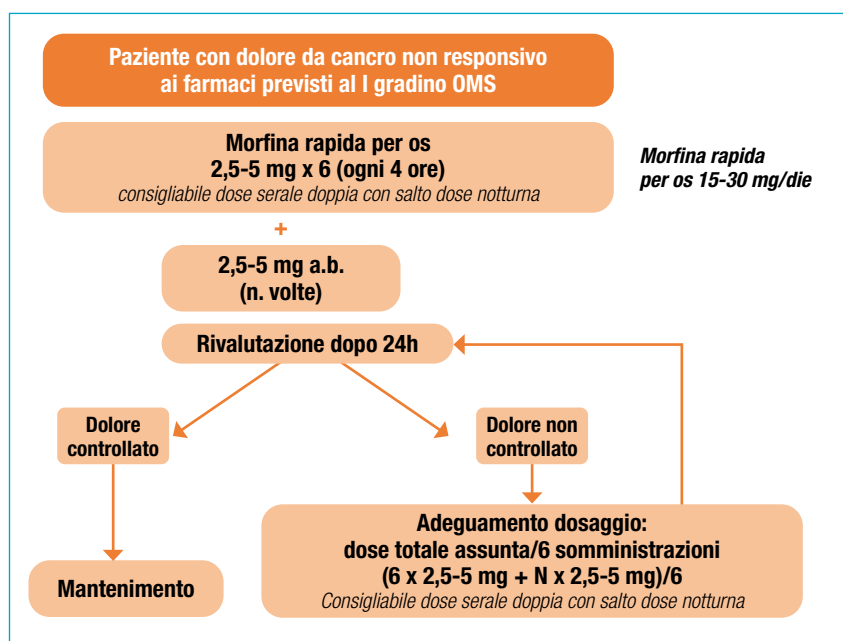 Paziente con dolore da cancro non responsivo
ai farmaci previsti al I gradino OMS
Morfina rapida per os
2,5-5 mg x 6 (ogni 4 ore)
consigliabile dose serale doppia con salto dose notturna
Morfina rapida
per os 15-30 mg/die
+
2,5-5 mg a.b.
(n. volte)
Rivalutazione dopo 24h
Dolore
controllato
Dolore non
controllato
Adeguamento dosaggio:
dose totale assunta/6 somministrazioni
(6 x 2,5-5 mg + N x 2,5-5 mg)/6
Consigliabile dose serale doppia con salto dose notturna
Mantenimento